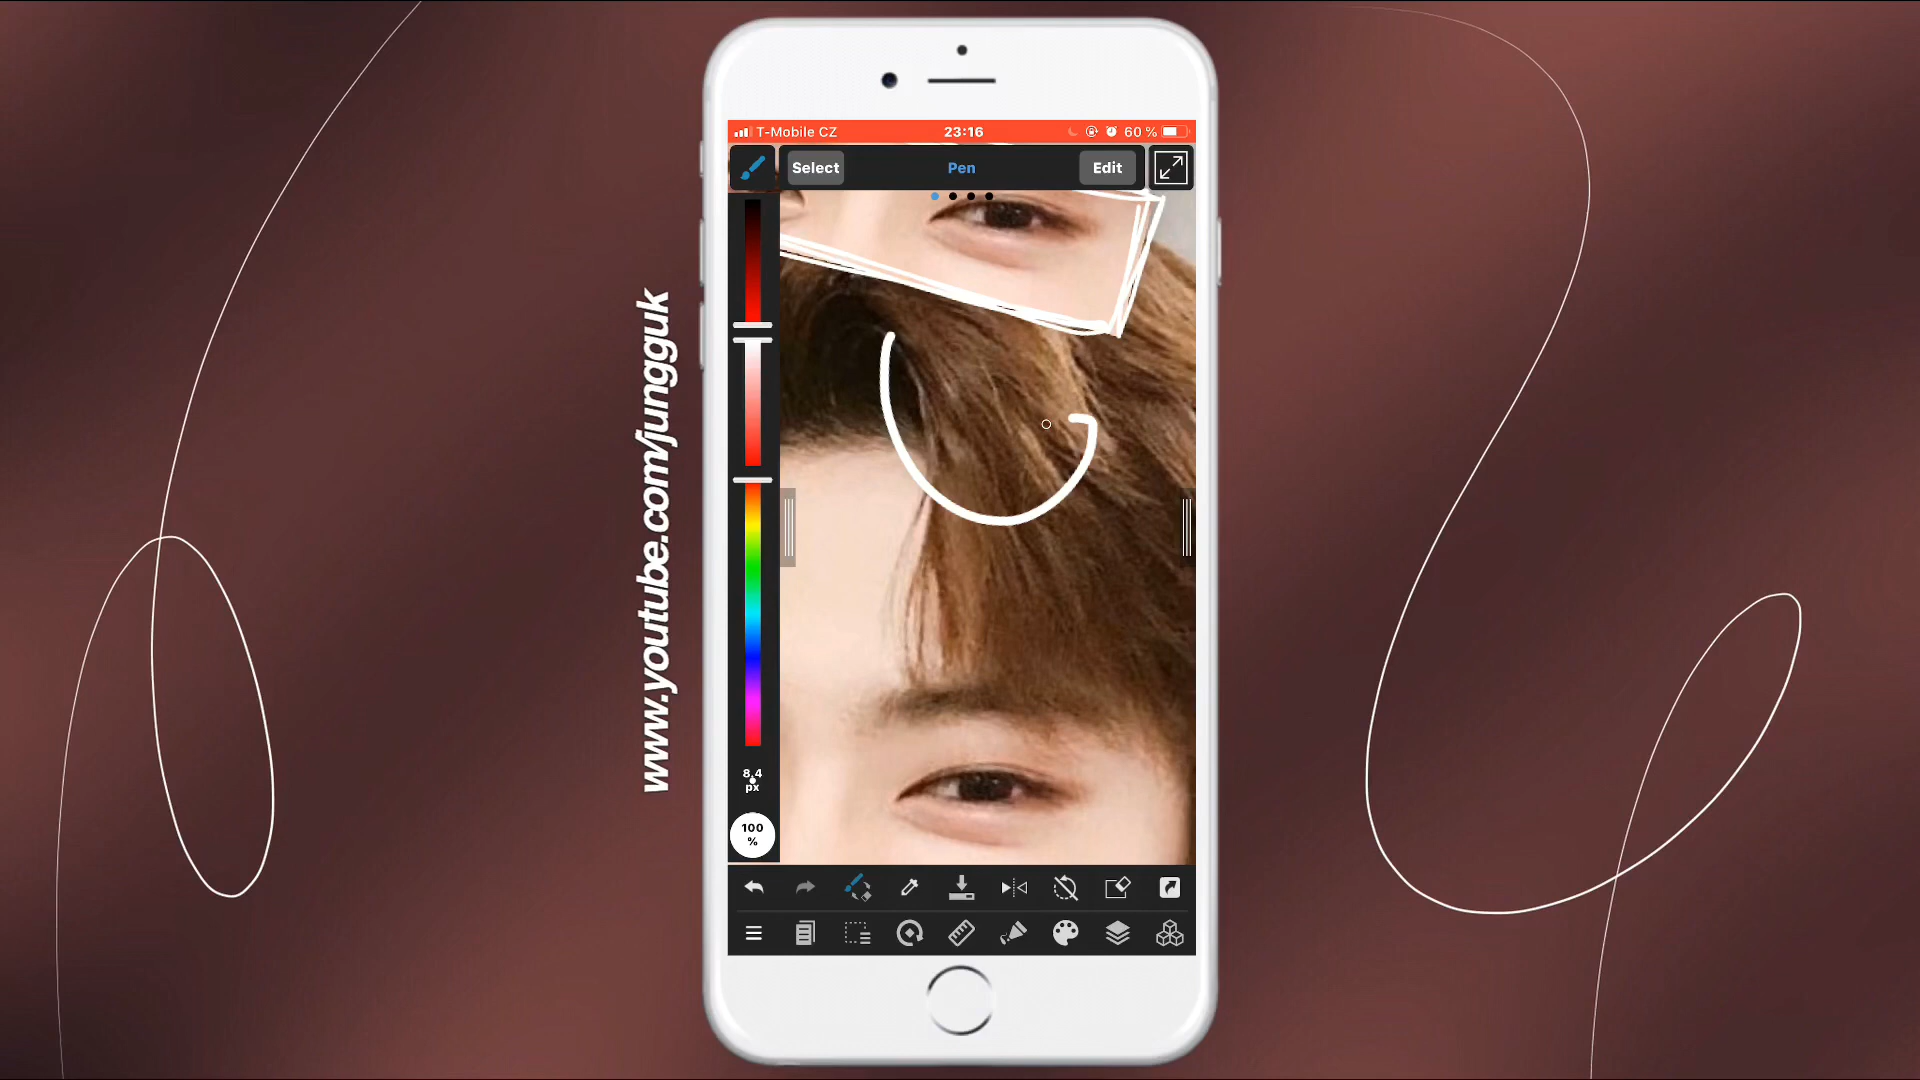 T-Mobile CZ 23:16 60 %
Select Pen Edit
www.youtube.com/jungguk
8.4
px
100
%